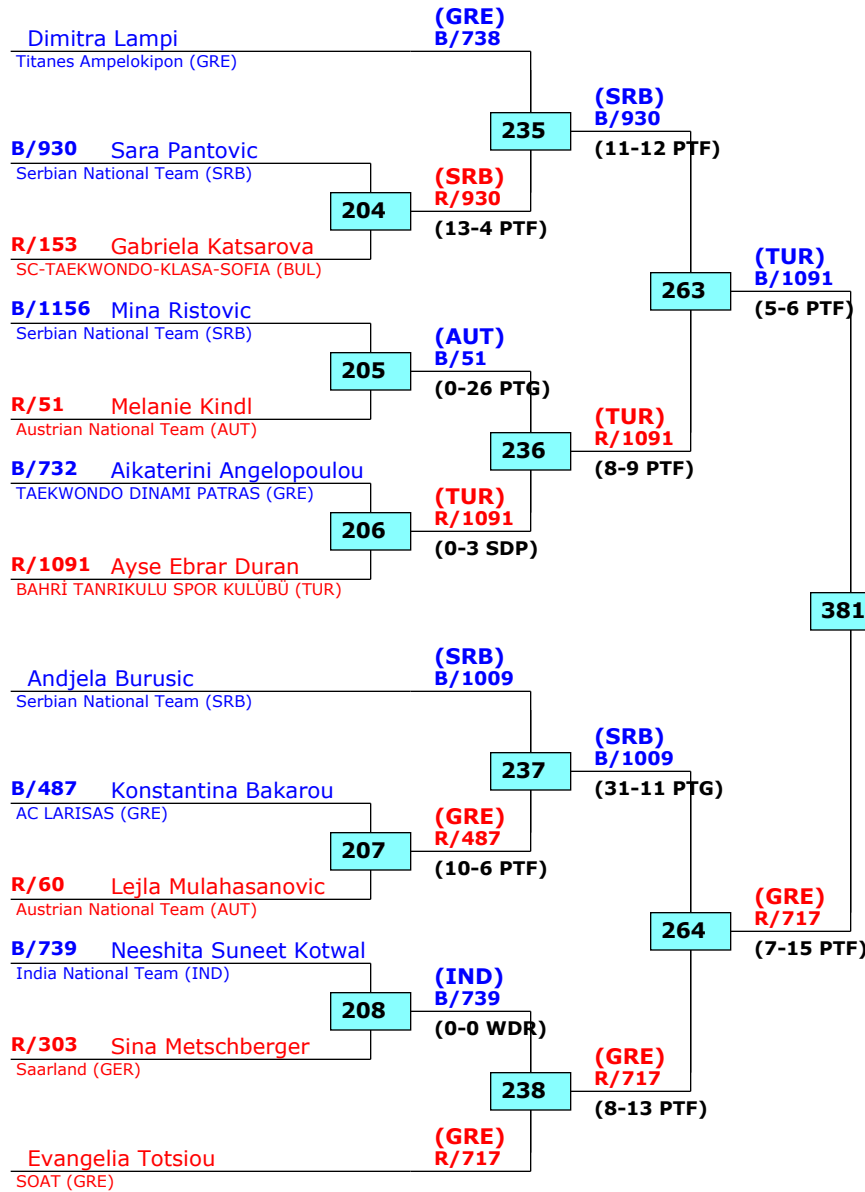 (GRE)
Dimitra Lampi B/738
Titanes Ampelokipon (GRE)
(SRB)
B/930
235
(11-12 PTF)
B/930 Sara Pantovic
Serbian National Team (SRB)
(SRB)
R/930
204
(13-4 PTF)
R/153 Gabriela Katsarova
SC-TAEKWONDO-KLASA-SOFIA (BUL)
(TUR)
B/1091
263
(5-6 PTF)
B/1156 Mina Ristovic
Serbian National Team (SRB)
(AUT)
B/51
205
(0-26 PTG)
R/51 Melanie Kindl
Austrian National Team (AUT)
(TUR)
R/1091
236
(8-9 PTF)
B/732 Aikaterini Angelopoulou
TAEKWONDO DINAMI PATRAS (GRE)
(TUR)
R/1091
206
(0-3 SDP)
R/1091 Ayse Ebrar Duran
BAHRİ TANRIKULU SPOR KULÜBÜ (TUR)
381
(SRB)
Andjela Burusic B/1009
Serbian National Team (SRB)
(SRB)
B/1009
237
(31-11 PTG)
B/487 Konstantina Bakarou
AC LARISAS (GRE)
(GRE)
R/487
207
(10-6 PTF)
R/60 Lejla Mulahasanovic
Austrian National Team (AUT)
(GRE)
R/717
264
(7-15 PTF)
B/739 Neeshita Suneet Kotwal
India National Team (IND)
(IND)
B/739
208
(0-0 WDR)
R/303 Sina Metschberger
Saarland (GER)
(GRE)
R/717
238
(8-13 PTF)
(GRE)
Evangelia Totsiou R/717
SOAT (GRE)